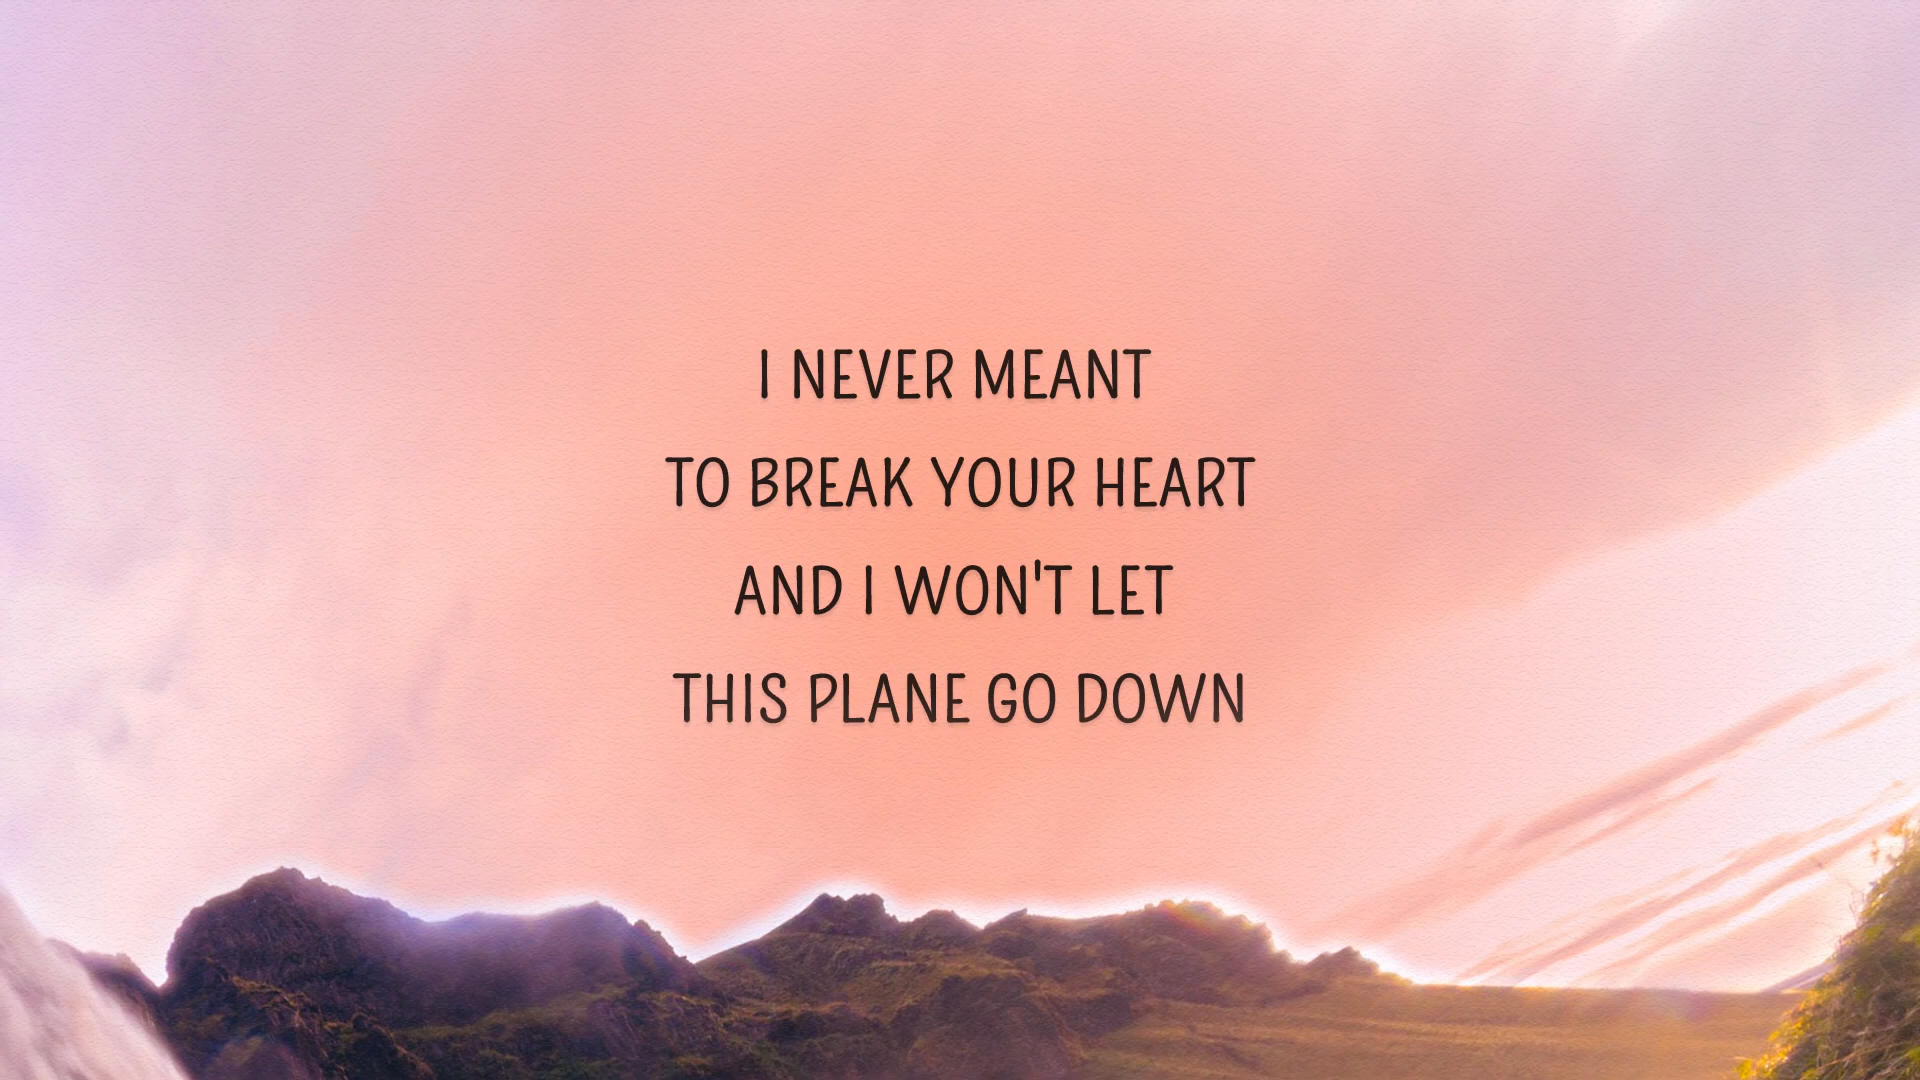 I NEVER MEANT
TO BREAK YOUR HEART
AND I WON'T LET
THIS PLANE GO DOWN